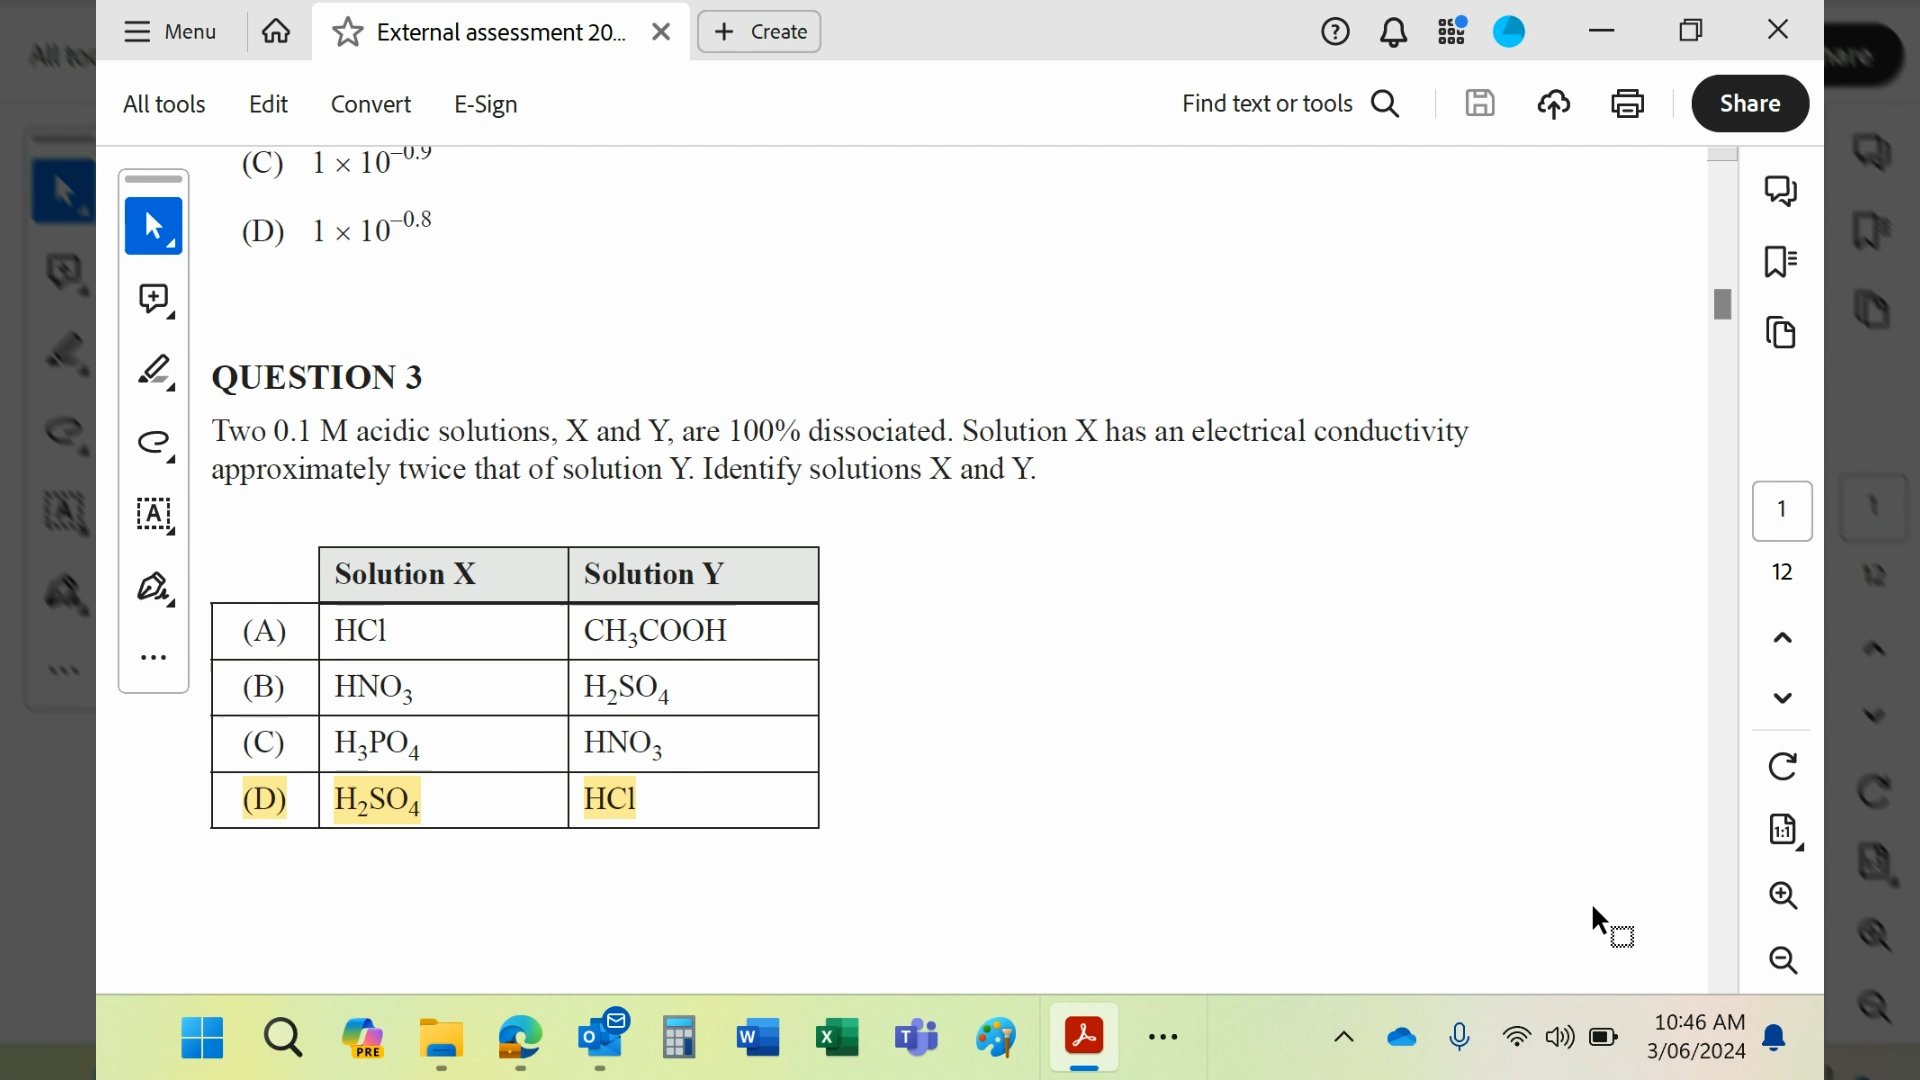 Menu
External assessment 20...
Create
All tools
Edit
Convert
E-Sign
Find text or tools
Share
(C) 1 × 10⁻⁰·⁹
(D) 1 × 10⁻⁰·⁸
QUESTION 3
Two 0.1 M acidic solutions, X and Y, are 100% dissociated. Solution X has an electrical conductivity
approximately twice that of solution Y. Identify solutions X and Y.
Solution X Solution Y
(A) HCl CH₃COOH
(B) HNO₃ H₂SO₄
(C) H₃PO₄ HNO₃
(D) H₂SO₄ HCl
1
12
1:1
PRE
10:46 AM
3/06/2024